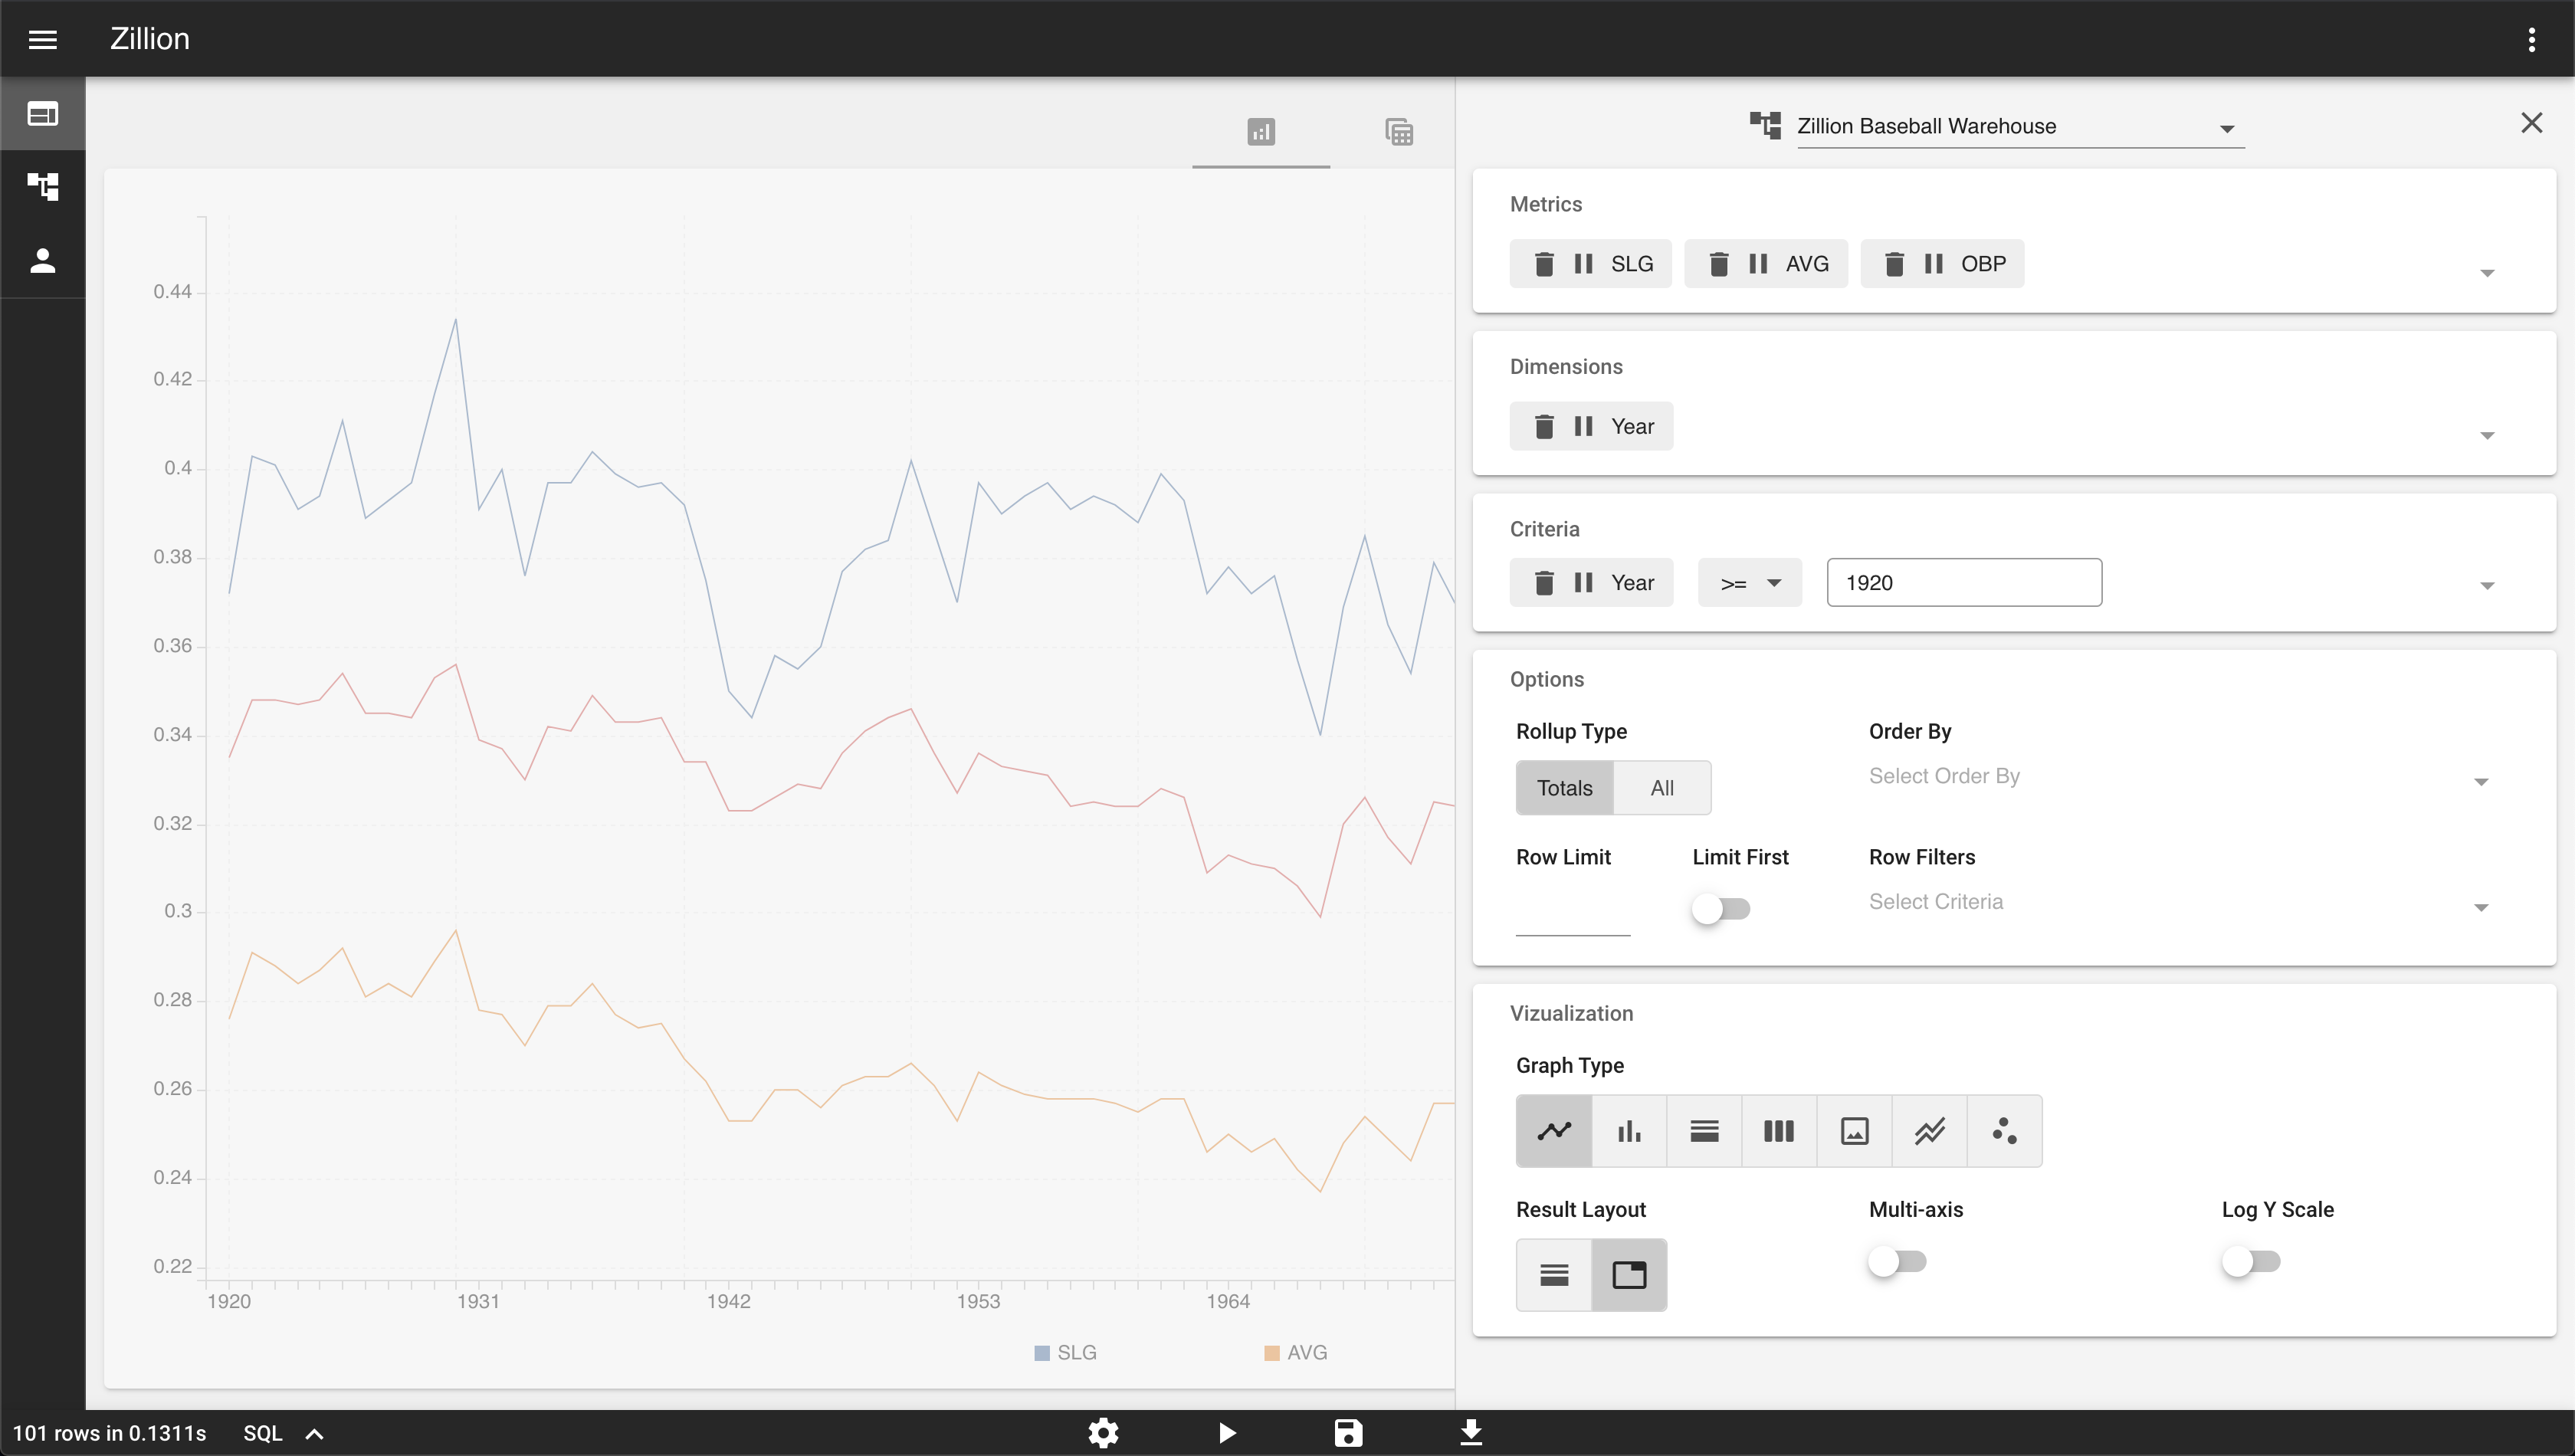 Zillion
Zillion Baseball Warehouse
Metrics
SLG AVG OBP
Dimensions
Year
Criteria
Year >= 1920
Options
Rollup Type Order By
Totals All Select Order By
Row Limit Limit First Row Filters
Select Criteria
Vizualization
Graph Type
Result Layout Multi-axis Log Y Scale
0.44
0.42
0.4
0.38
0.36
0.34
0.32
0.3
0.28
0.26
0.24
0.22
1920 1931 1942 1953 1964
SLG AVG
101 rows in 0.1311s SQL